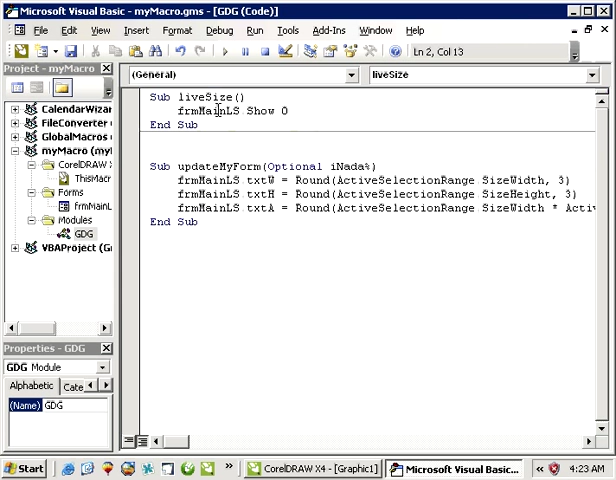 Microsoft Visual Basic - myMacro.gms - [GDG (Code)]
File Edit View Insert Format Debug Run Tools Add-Ins Window Help
Ln 2, Col 13
Project - myMacro
(General)
liveSize
CalendarWizar
FileConverter (
GlobalMacros (
myMacro (my
CorelDRAW X
ThisMacr
Forms
frmMainL
Modules
GDG
VBAProject (Gr
Sub liveSize()
frmMainLS Show 0
End Sub
Sub updateMyForm(Optional iNada%)
frmMainLS txtW = Round(ActiveSelectionRange SizeWidth, 3)
frmMainLS txtH = Round(ActiveSelectionRange SizeHeight, 3)
frmMainLS txtA = Round(ActiveSelectionRange SizeWidth * Activ
End Sub
Properties - GDG
GDG Module
Alphabetic Cate
(Name) GDG
Start
CorelDRAW X4 - [Graphic1]
Microsoft Visual Basic...
4:23 AM